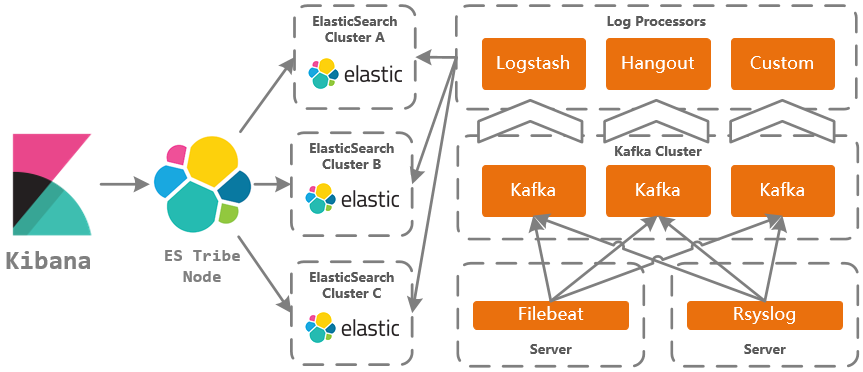 Kibana
ES Tribe
Node
ElasticSearch
Cluster A
elastic
ElasticSearch
Cluster B
elastic
ElasticSearch
Cluster C
elastic
Log Processors
Logstash
Hangout
Custom
Kafka Cluster
Kafka
Kafka
Kafka
Filebeat
Server
Rsyslog
Server